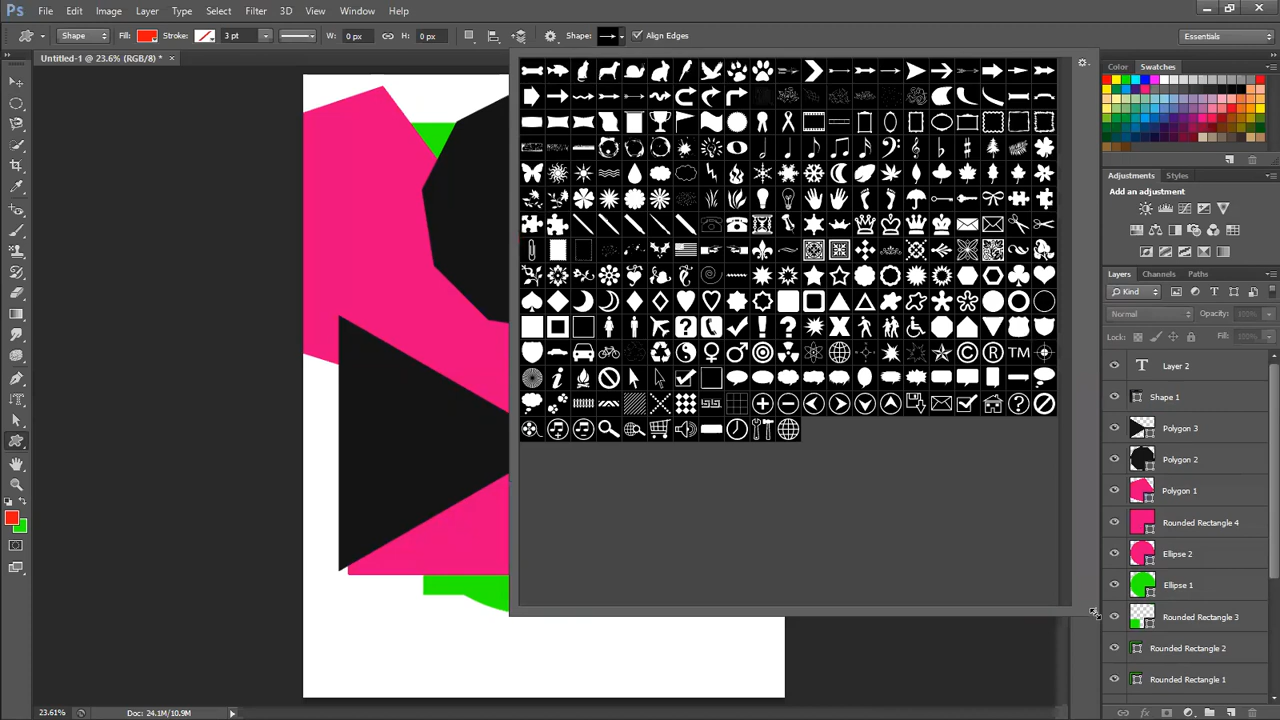 Ps File Edit Image Layer Type Select Filter 3D View Window Help
Shape Fill: Stroke: 3 pt W: 0 px H: 0 px Shape: Align Edges Essentials
Untitled-1 @ 23.6% (RGB/8) *
Color Swatches
Adjustments Styles
Add an adjustment
Layers Channels Paths
Kind
Normal Opacity: 100%
Lock: Fill: 100%
T Layer 2
Shape 1
Polygon 3
Polygon 2
Polygon 1
Rounded Rectangle 4
Ellipse 2
Ellipse 1
Rounded Rectangle 3
Rounded Rectangle 2
Rounded Rectangle 1
TM
23.61% Doc: 24.1M/10.9M